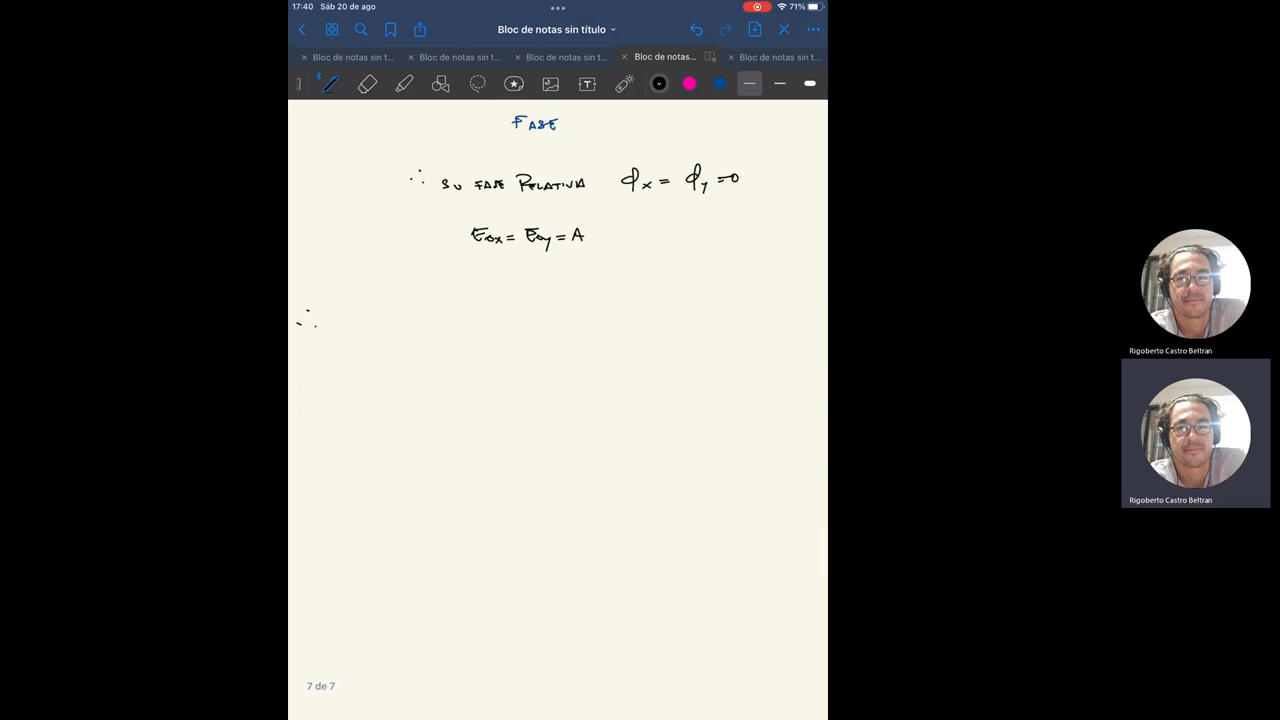 17:40 Sáb 20 de ago 71%
Bloc de notas sin título
Bloc de notas sin t... Bloc de notas sin t... Bloc de notas sin t... Bloc de notas... Bloc de notas sin t...
FASE
∴ SU FASE RELATIVA ϕx = ϕy = 0
E0x = E0y = A
∴
Rigoberto Castro Beltran
Rigoberto Castro Beltran
7 de 7